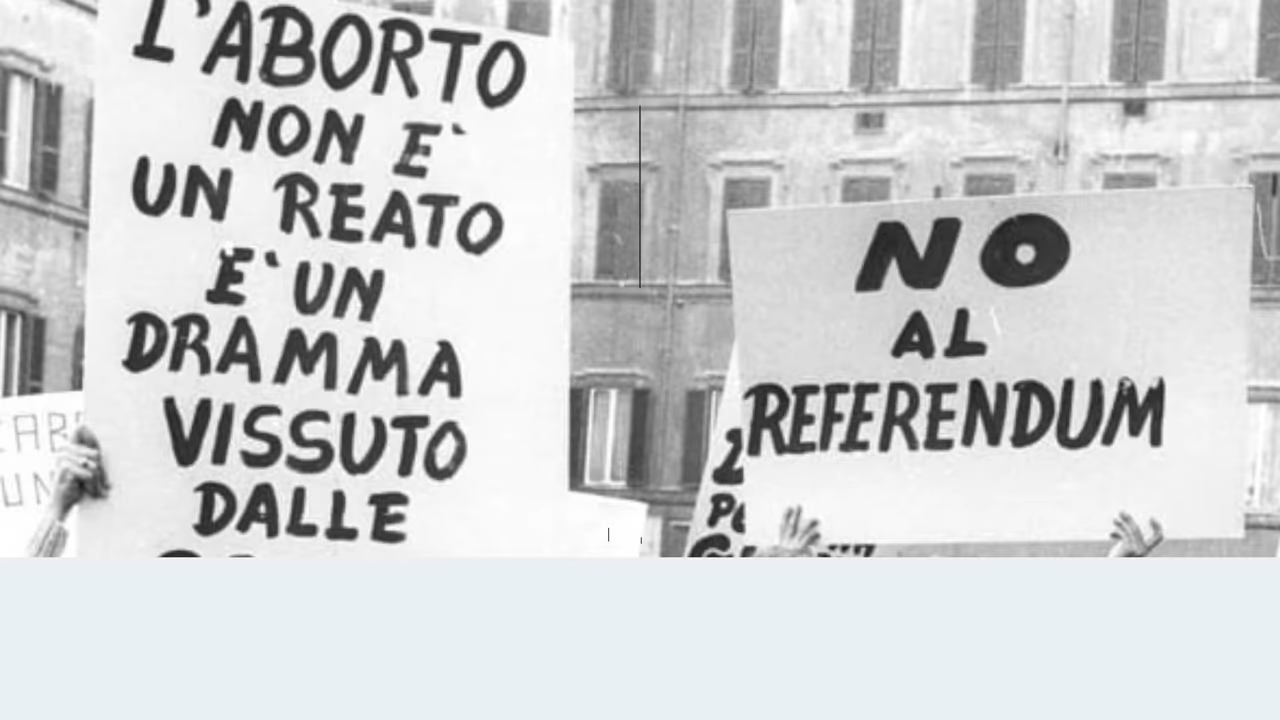 L'ABORTO
NON E`
UN REATO
E` UN
DRAMMA
VISSUTO
DALLE
NO
AL
REFERENDUM